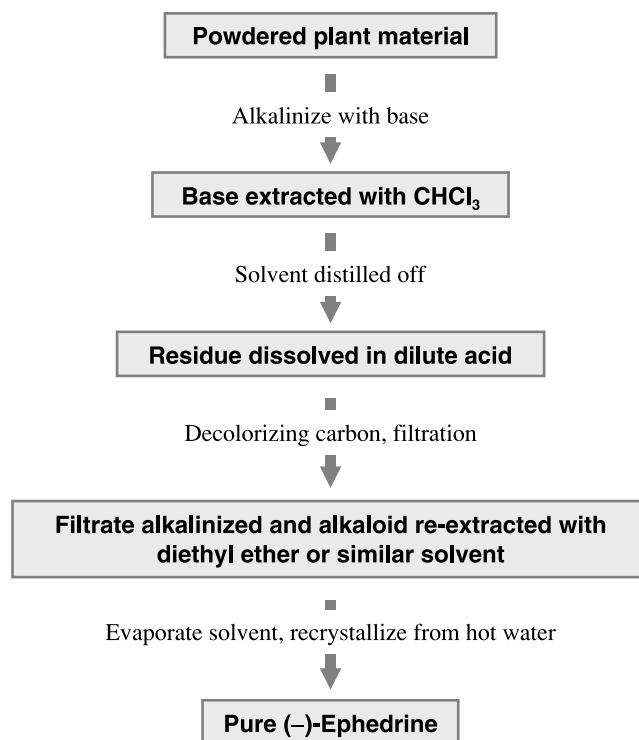 Powdered plant material
Alkalinize with base
Base extracted with CHCl₃
Solvent distilled off
Residue dissolved in dilute acid
Decolorizing carbon, filtration
Filtrate alkalinized and alkaloid re-extracted with
diethyl ether or similar solvent
Evaporate solvent, recrystallize from hot water
Pure (–)-Ephedrine